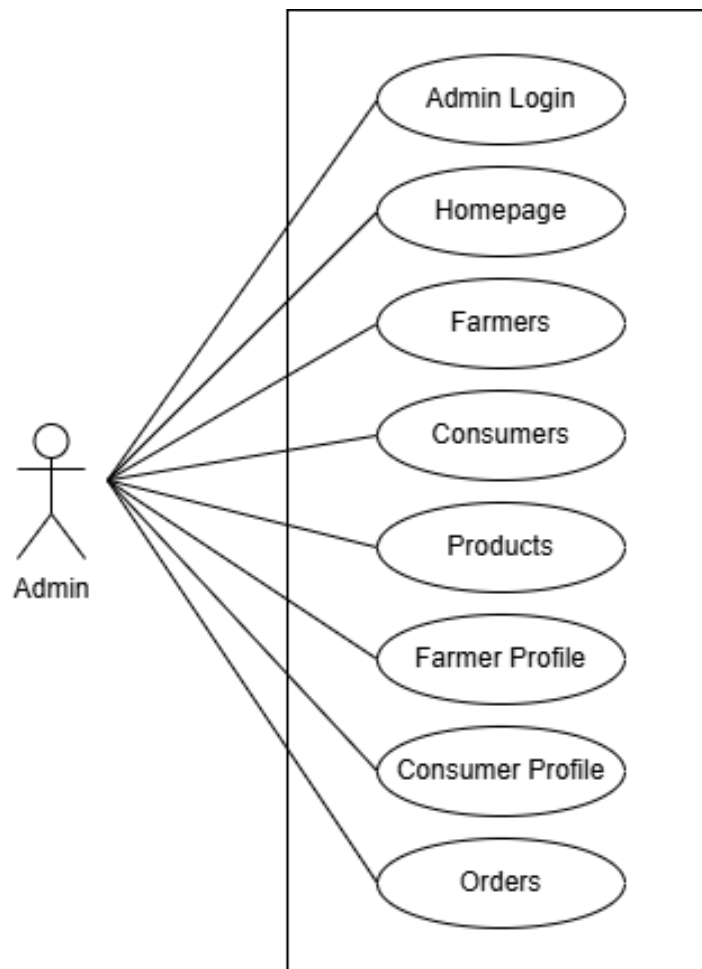 Admin Login
Homepage
Farmers
Consumers
Products
Admin
Farmer Profile
Consumer Profile
Orders